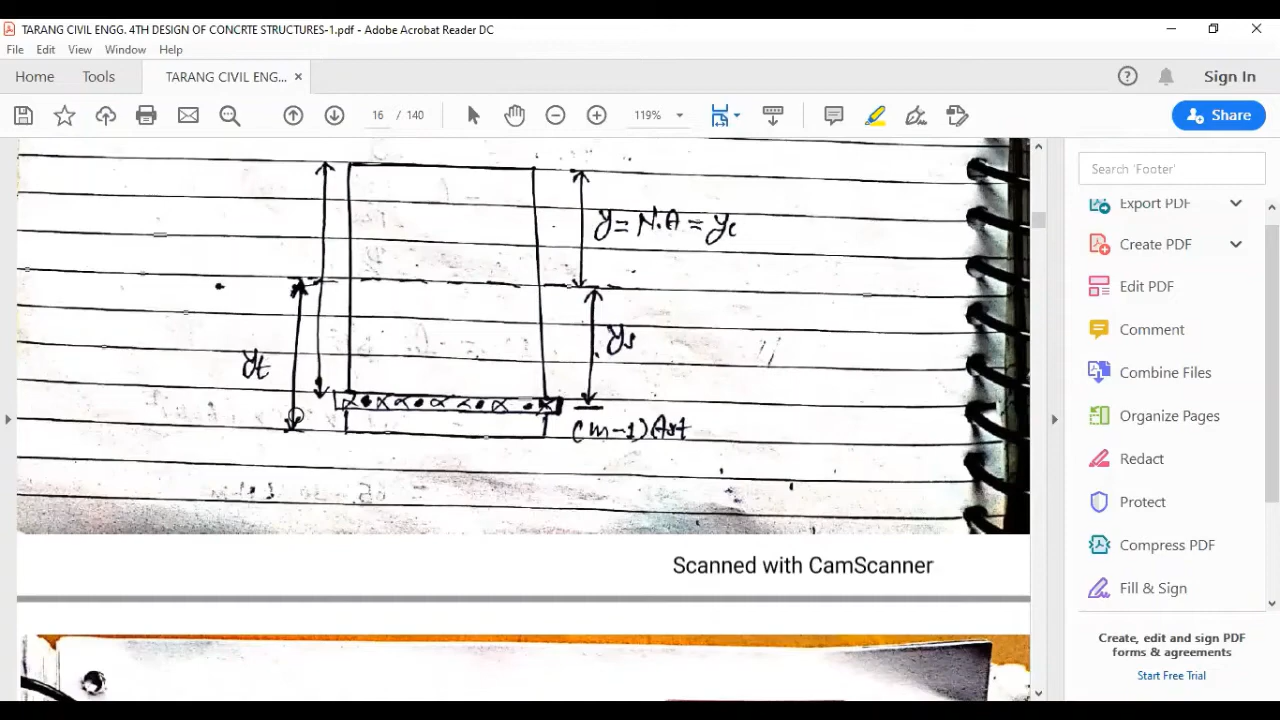 TARANG CIVIL ENGG. 4TH DESIGN OF CONCRTE STRUCTURES-1.pdf - Adobe Acrobat Reader DC
File Edit View Window Help
Home Tools TARANG CIVIL ENG... × Sign In
16 / 140 119% Share
Search 'Footer'
Export PDF
Create PDF
Edit PDF
Comment
Combine Files
Organize Pages
Redact
Protect
Compress PDF
Fill & Sign
Create, edit and sign PDF
forms & agreements
Start Free Trial
y = N.A = yc
ys
yt
(m-1)Ast
Scanned with CamScanner